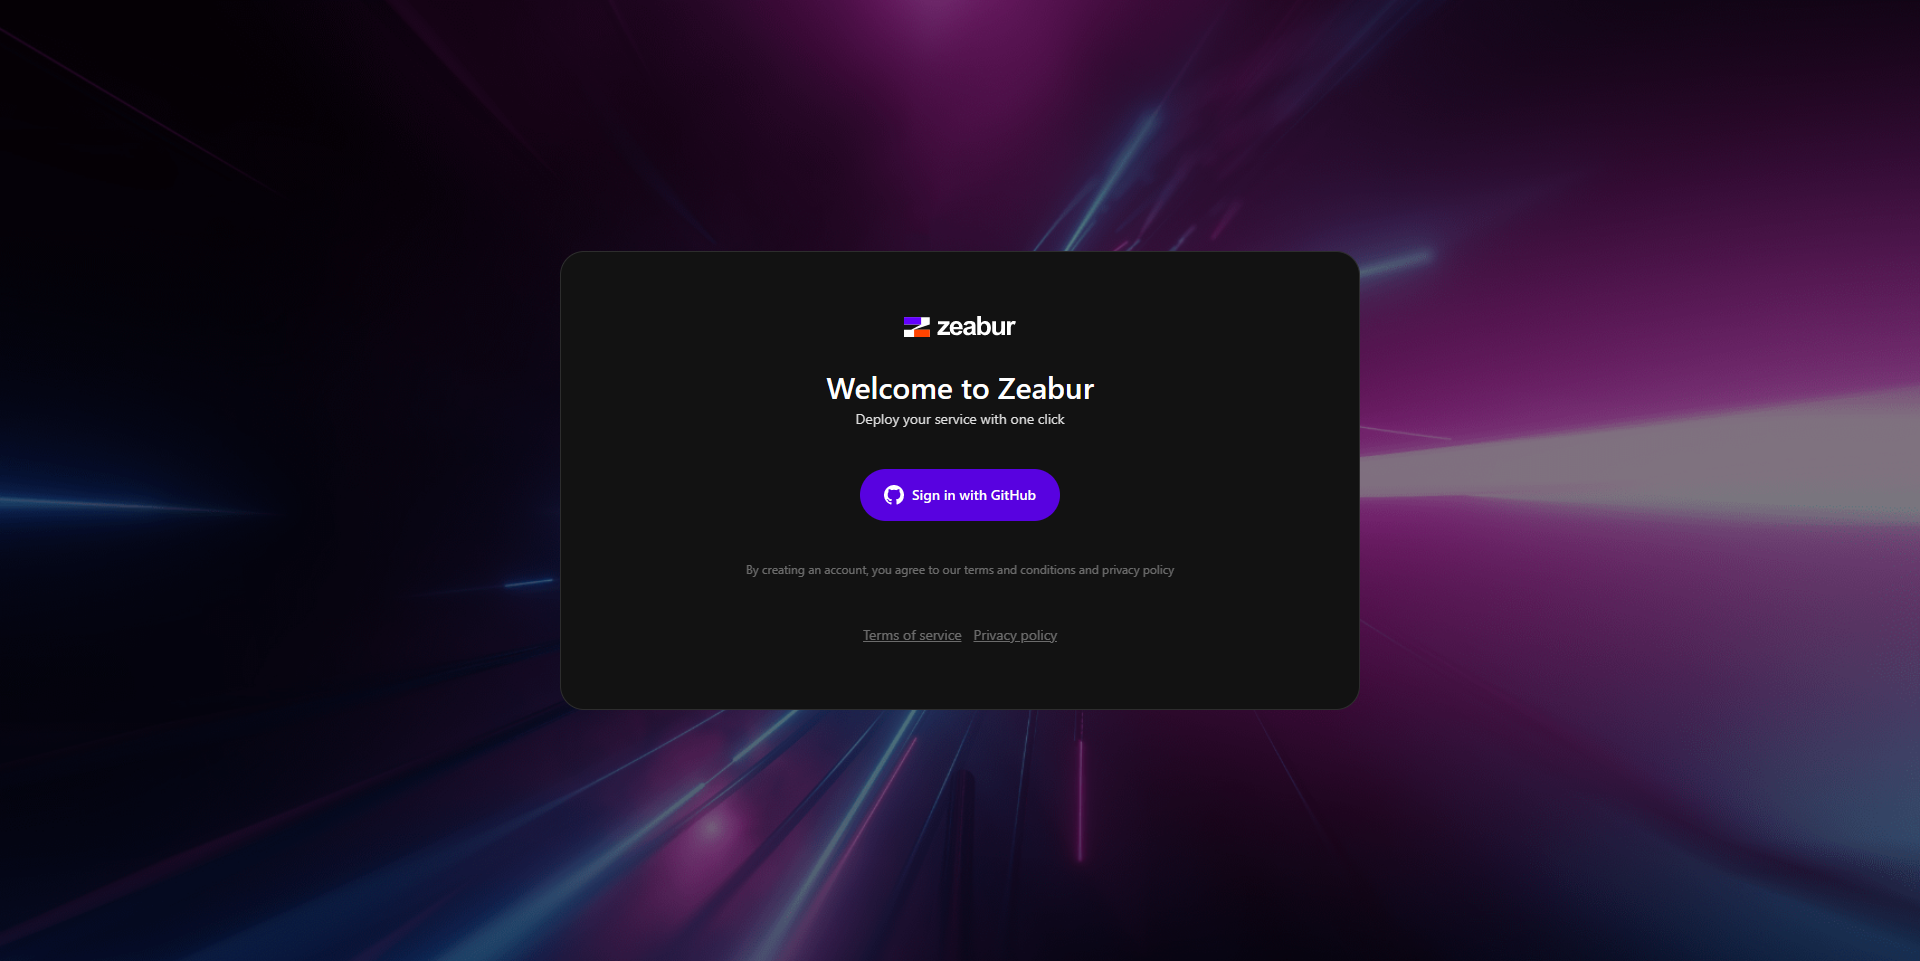 zeabur
Welcome to Zeabur
Deploy your service with one click
Sign in with GitHub
By creating an account, you agree to our terms and conditions and privacy policy
Terms of service Privacy policy